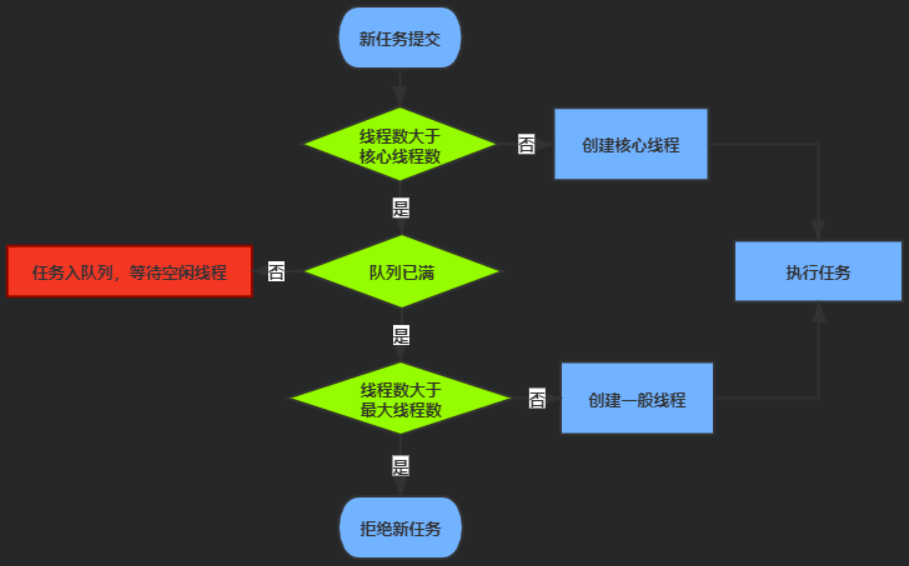 新任务提交
线程数大于
核心线程数
否
创建核心线程
是
任务入队列，等待空闲线程
否
队列已满
执行任务
是
线程数大于
最大线程数
否
创建一般线程
是
拒绝新任务